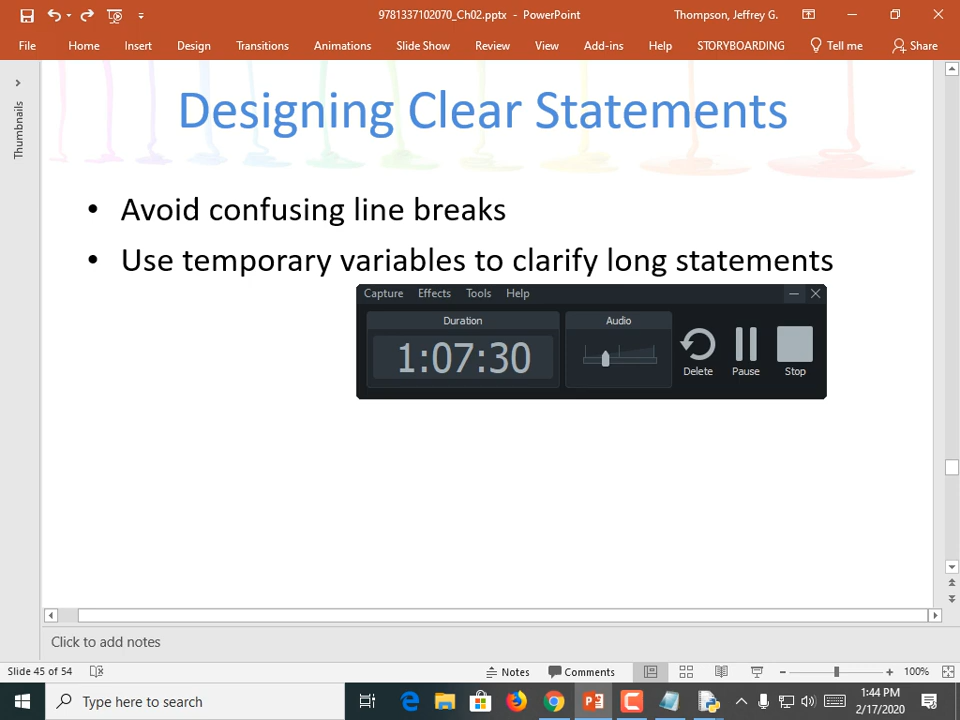 9781337102070_Ch02.pptx - PowerPoint
Thompson, Jeffrey G.
File Home Insert Design Transitions Animations Slide Show Review View Add-ins Help STORYBOARDING Tell me Share
Thumbnails
Designing Clear Statements
• Avoid confusing line breaks
• Use temporary variables to clarify long statements
Capture Effects Tools Help
Duration
Audio
1:07:30
Delete Pause Stop
Click to add notes
Slide 45 of 54
Notes Comments
100%
Type here to search
1:44 PM
2/17/2020